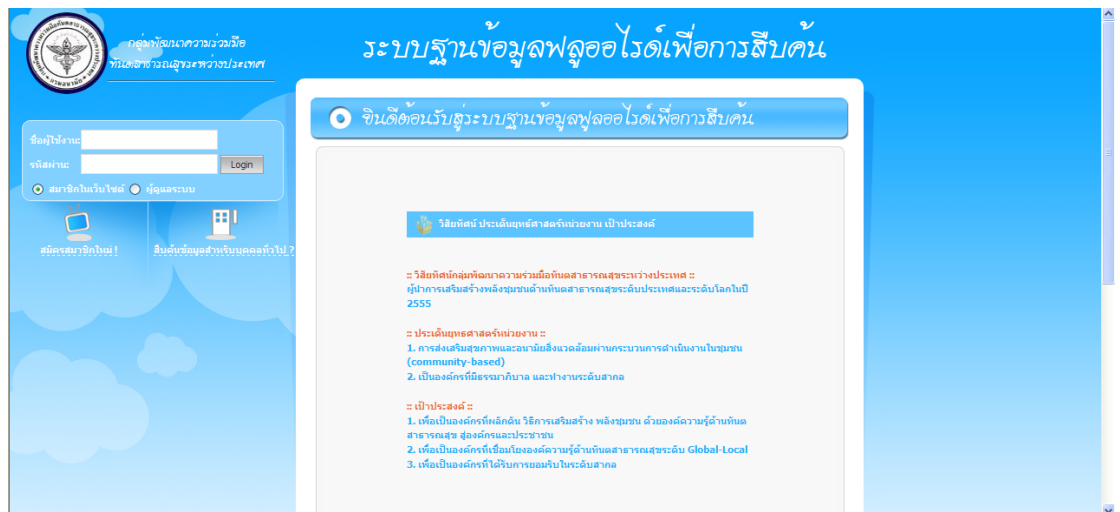 กลุ่มพัฒนาความร่วมมือ
ทันตสาธารณสุขระหว่างประเทศ
ระบบฐานข้อมูลฟลูออไรด์เพื่อการสืบค้น
ยินดีต้อนรับสู่ระบบฐานข้อมูลฟูลออไรด์เพื่อการสืบค้น
ชื่อผู้ใช้งาน:
รหัสผ่าน:
Login
สมาชิกในเว็บไซต์ ผู้ดูแลระบบ
สมัครสมาชิกใหม่ !
สืบค้นข้อมูลสำหรับบุคคลทั่วไป ?
วิสัยทัศน์ ประเด็นยุทธ์ศาสตร์หน่วยงาน เป้าประสงค์
:: วิสัยทัศน์กลุ่มพัฒนาความร่วมมือทันตสาธารณสุขระหว่างประเทศ ::
ผู้นำการเสริมสร้างพลังชุมชนด้านทันตสาธารณสุขระดับประเทศและระดับโลกในปี
2555
:: ประเด็นยุทธศาสตร์หน่วยงาน ::
1. การส่งเสริมสุขภาพและอนามัยสิ่งแวดล้อมผ่านกระบวนการดำเนินงานในชุมชน
(community-based)
2. เป็นองค์กรที่มีธรรมาภิบาล และทำงานระดับสากล
:: เป้าประสงค์ ::
1. เพื่อเป็นองค์กรที่ผลักดัน วิธีการเสริมสร้าง พลังชุมชน ด้วยองค์ความรู้ด้านทันต
สาธารณสุข สู่องค์กรและประชาชน
2. เพื่อเป็นองค์กรที่เชื่อมโยงองค์ความรู้ด้านทันตสาธารณสุขระดับ Global-Local
3. เพื่อเป็นองค์กรที่ได้รับการยอมรับในระดับสากล